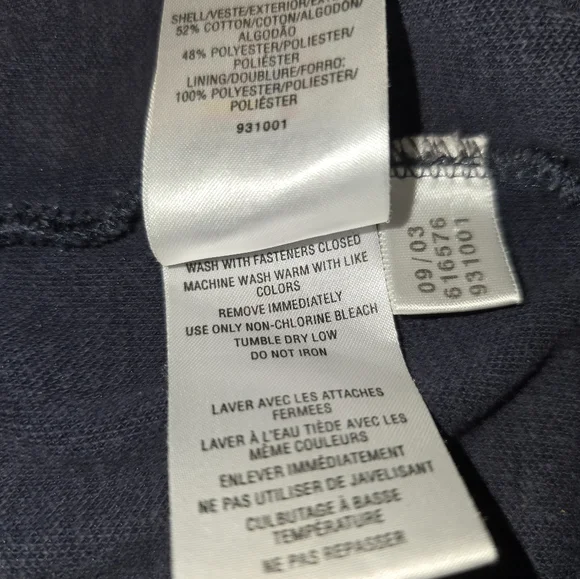 SHELL/VESTE/EXTERIEUR/EXTERIOR/
52% COTTON/COTON/ALGODÓN/
ALGODÃO
48% POLYESTER/POLIESTER/
POLIÉSTER
LINING/DOUBLURE/FORRO:
100% POLYESTER/POLIESTER/
POLIÉSTER
931001
WASH WITH FASTENERS CLOSED
MACHINE WASH WARM WITH LIKE
COLORS
REMOVE IMMEDIATELY
USE ONLY NON-CHLORINE BLEACH
TUMBLE DRY LOW
DO NOT IRON
LAVER AVEC LES ATTACHES
FERMEES
LAVER À L'EAU TIÈDE AVEC LES
MÊME COULEURS
ENLEVER IMMÉDIATEMENT
NE PAS UTILISER DE JAVELISANT
CULBUTAGE À BASSE
TEMPÉRATURE
NE PAS REPASSER
09/03
616576
931001